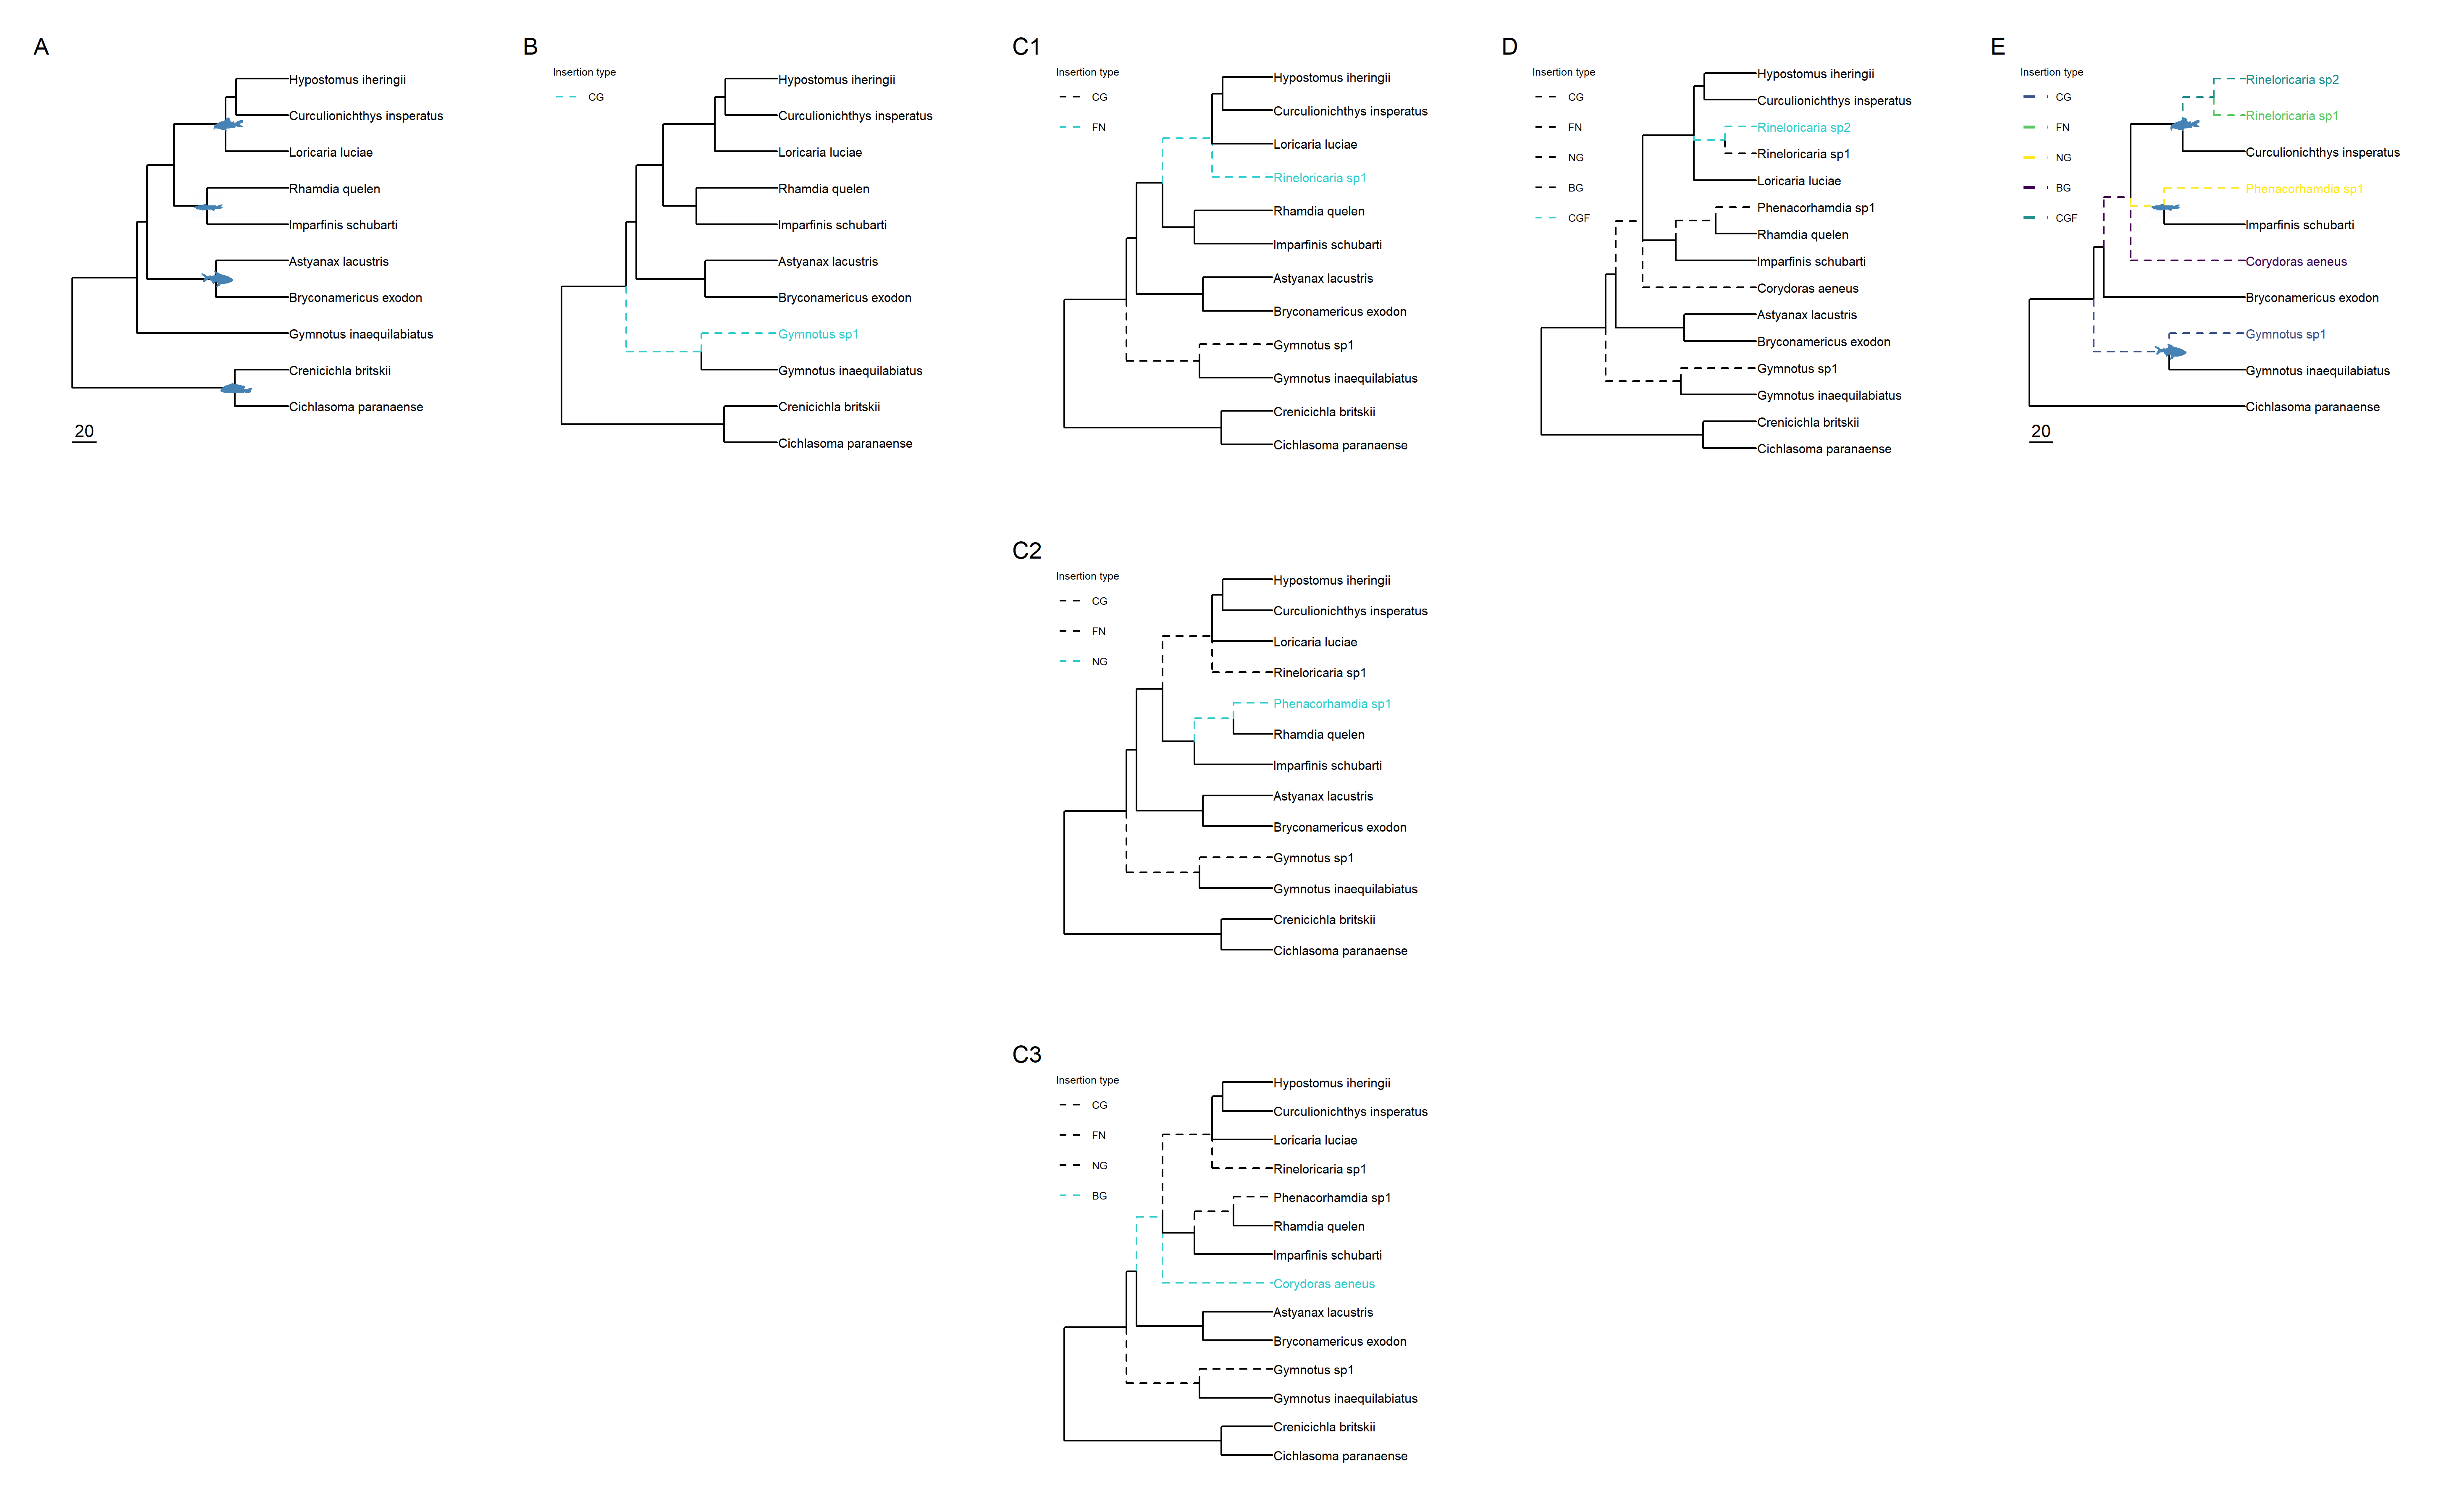 A
Hypostomus iheringii
Curculionichthys insperatus
Loricaria luciae
Rhamdia quelen
Imparfinis schubarti
Astyanax lacustris
Bryconamericus exodon
Gymnotus inaequilabiatus
Crenicichla britskii
Cichlasoma paranaense
20
B
Insertion type
CG
Hypostomus iheringii
Curculionichthys insperatus
Loricaria luciae
Rhamdia quelen
Imparfinis schubarti
Astyanax lacustris
Bryconamericus exodon
Gymnotus sp1
Gymnotus inaequilabiatus
Crenicichla britskii
Cichlasoma paranaense
C1
Insertion type
CG
FN
Hypostomus iheringii
Curculionichthys insperatus
Loricaria luciae
Rineloricaria sp1
Rhamdia quelen
Imparfinis schubarti
Astyanax lacustris
Bryconamericus exodon
Gymnotus sp1
Gymnotus inaequilabiatus
Crenicichla britskii
Cichlasoma paranaense
D
Insertion type
CG
FN
NG
BG
CGF
Hypostomus iheringii
Curculionichthys insperatus
Rineloricaria sp2
Rineloricaria sp1
Loricaria luciae
Phenacorhamdia sp1
Rhamdia quelen
Imparfinis schubarti
Corydoras aeneus
Astyanax lacustris
Bryconamericus exodon
Gymnotus sp1
Gymnotus inaequilabiatus
Crenicichla britskii
Cichlasoma paranaense
E
Insertion type
CG
FN
NG
BG
CGF
Rineloricaria sp2
Rineloricaria sp1
Curculionichthys insperatus
Phenacorhamdia sp1
Imparfinis schubarti
Corydoras aeneus
Bryconamericus exodon
Gymnotus sp1
Gymnotus inaequilabiatus
Cichlasoma paranaense
20
C2
Insertion type
CG
FN
NG
Hypostomus iheringii
Curculionichthys insperatus
Loricaria luciae
Rineloricaria sp1
Phenacorhamdia sp1
Rhamdia quelen
Imparfinis schubarti
Astyanax lacustris
Bryconamericus exodon
Gymnotus sp1
Gymnotus inaequilabiatus
Crenicichla britskii
Cichlasoma paranaense
C3
Insertion type
CG
FN
NG
BG
Hypostomus iheringii
Curculionichthys insperatus
Loricaria luciae
Rineloricaria sp1
Phenacorhamdia sp1
Rhamdia quelen
Imparfinis schubarti
Corydoras aeneus
Astyanax lacustris
Bryconamericus exodon
Gymnotus sp1
Gymnotus inaequilabiatus
Crenicichla britskii
Cichlasoma paranaense